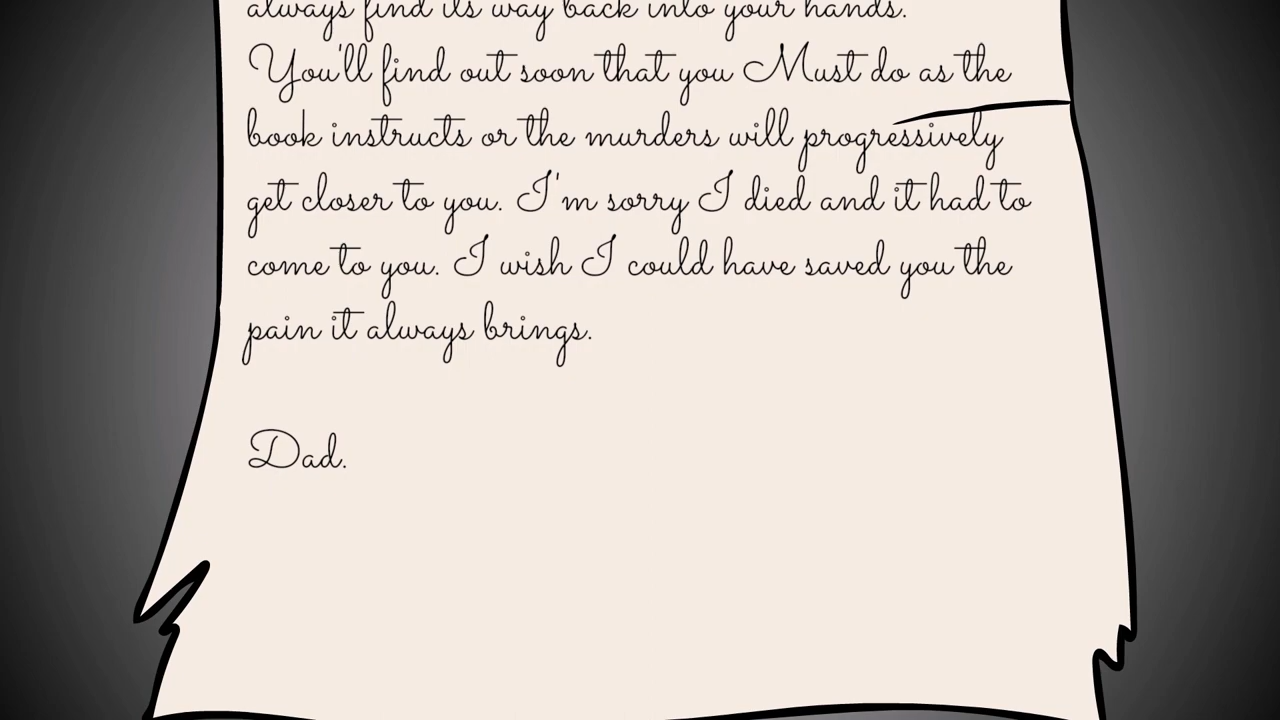 always find its way back into your hands.
You'll find out soon that you Must do as the
book instructs or the murders will progressively
get closer to you. I'm sorry I died and it had to
come to you. I wish I could have saved you the
pain it always brings.
Dad.